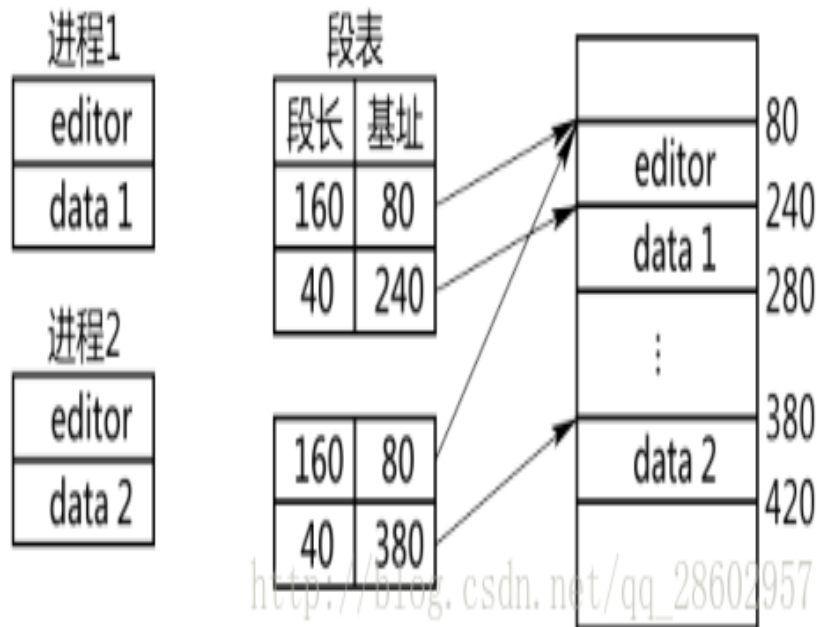 进程1
editor
data 1
进程2
editor
data 2
段表
段长 基址
160 80
40 240
160 80
40 380
80
editor
240
data 1
280
⋮
380
data 2
420
http://blog.csdn.net/qq_28602957